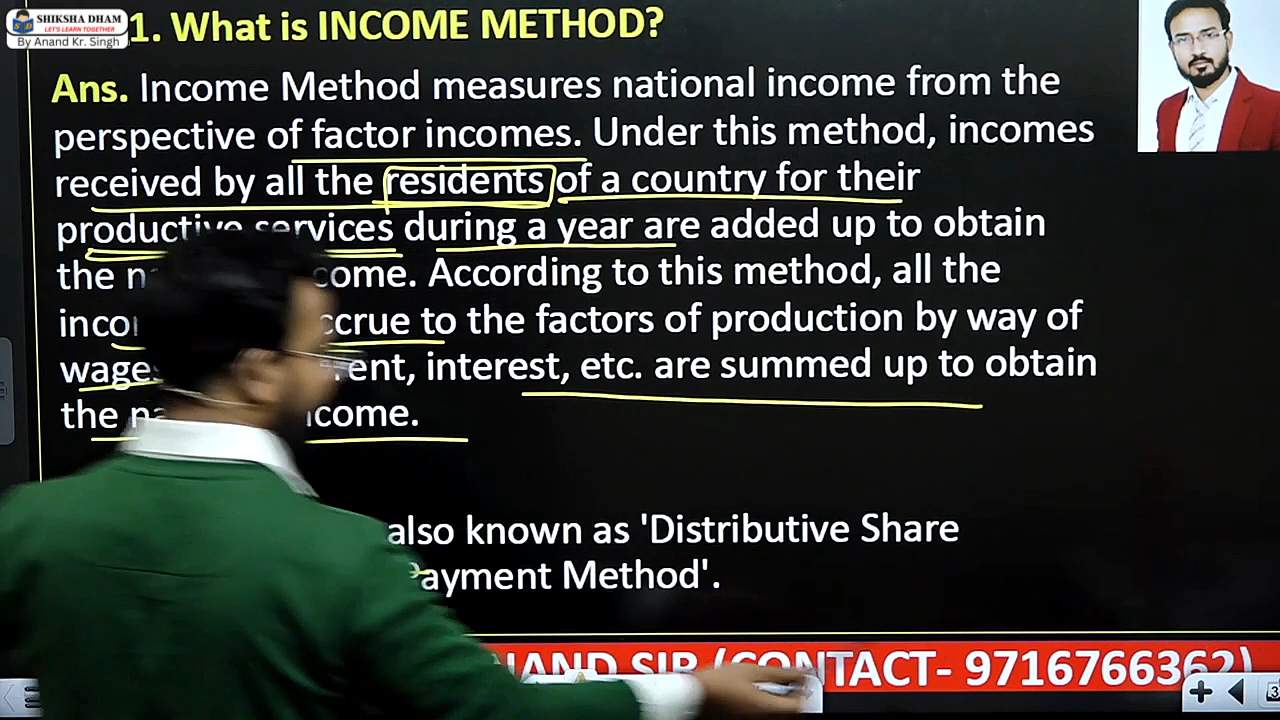 SHIKSHA DHAM
LET'S LEARN TOGETHER
By Anand Kr. Singh
1. What is INCOME METHOD?
Ans. Income Method measures national income from the
perspective of factor incomes. Under this method, incomes
received by all the residents of a country for their
productive services during a year are added up to obtain
the come. According to this method, all the
to the factors of production by way of
wages interest, etc. are summed up to obtain
the come.
also known as 'Distributive Share
Payment Method'.
SIR (CONTACT- 9716766362)